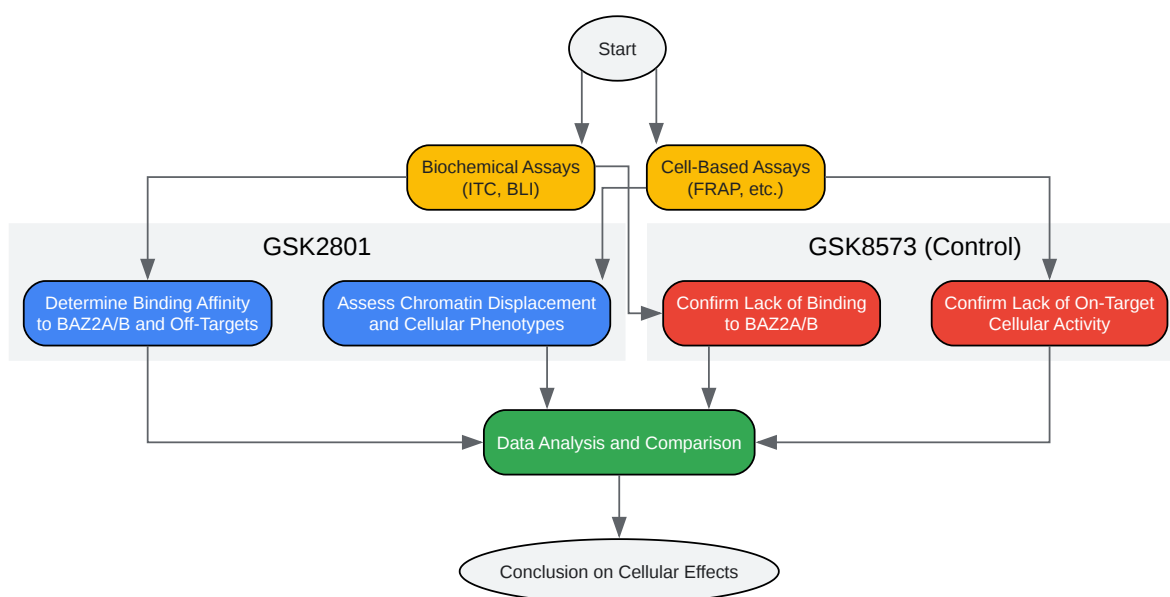 Start
Biochemical Assays
(ITC, BLI)
Cell-Based Assays
(FRAP, etc.)
GSK2801
GSK8573 (Control)
Determine Binding Affinity
to BAZ2A/B and Off-Targets
Assess Chromatin Displacement
and Cellular Phenotypes
Confirm Lack of Binding
to BAZ2A/B
Confirm Lack of On-Target
Cellular Activity
Data Analysis and Comparison
Conclusion on Cellular Effects